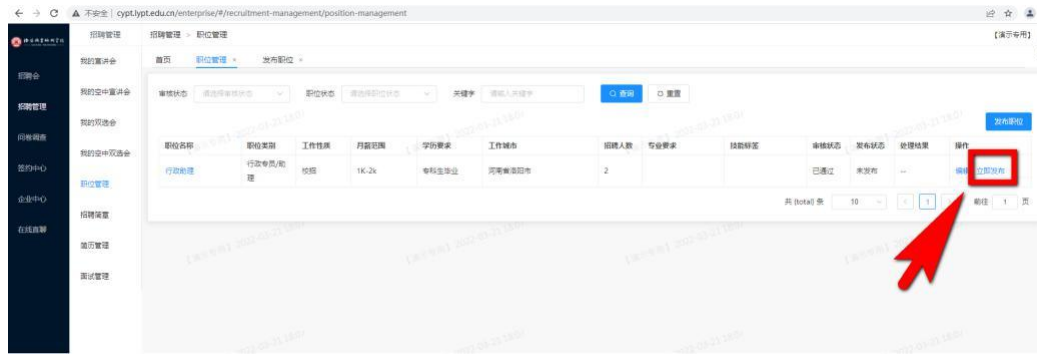 不安全 | cypt.lypt.edu.cn/enterprise/#/recruitment-management/position-management
招聘管理
招聘管理 > 职位管理
【演示专用】
招聘会
招聘管理
问卷调查
签约中心
企业中心
在线直聊
我的宣讲会
我的空中宣讲会
我的双选会
我的空中双选会
职位管理
招聘简章
简历管理
面试管理
首页 职位管理 × 发布职位 ×
审核状态 请选择审核状态 职位状态 请选择职位状态 关键字 请输入关键字 查询 重置
发布职位
职位名称 职位类别 工作性质 月薪范围 学历要求 工作城市 招聘人数 专业要求 技能标签 审核状态 发布状态 处理结果 操作
行政助理 行政专员/助理 校招 1K-2k 专科生毕业 河南省洛阳市 2 已通过 未发布 -- 编辑 立即发布
共 {total} 条 10 1 前往 1 页